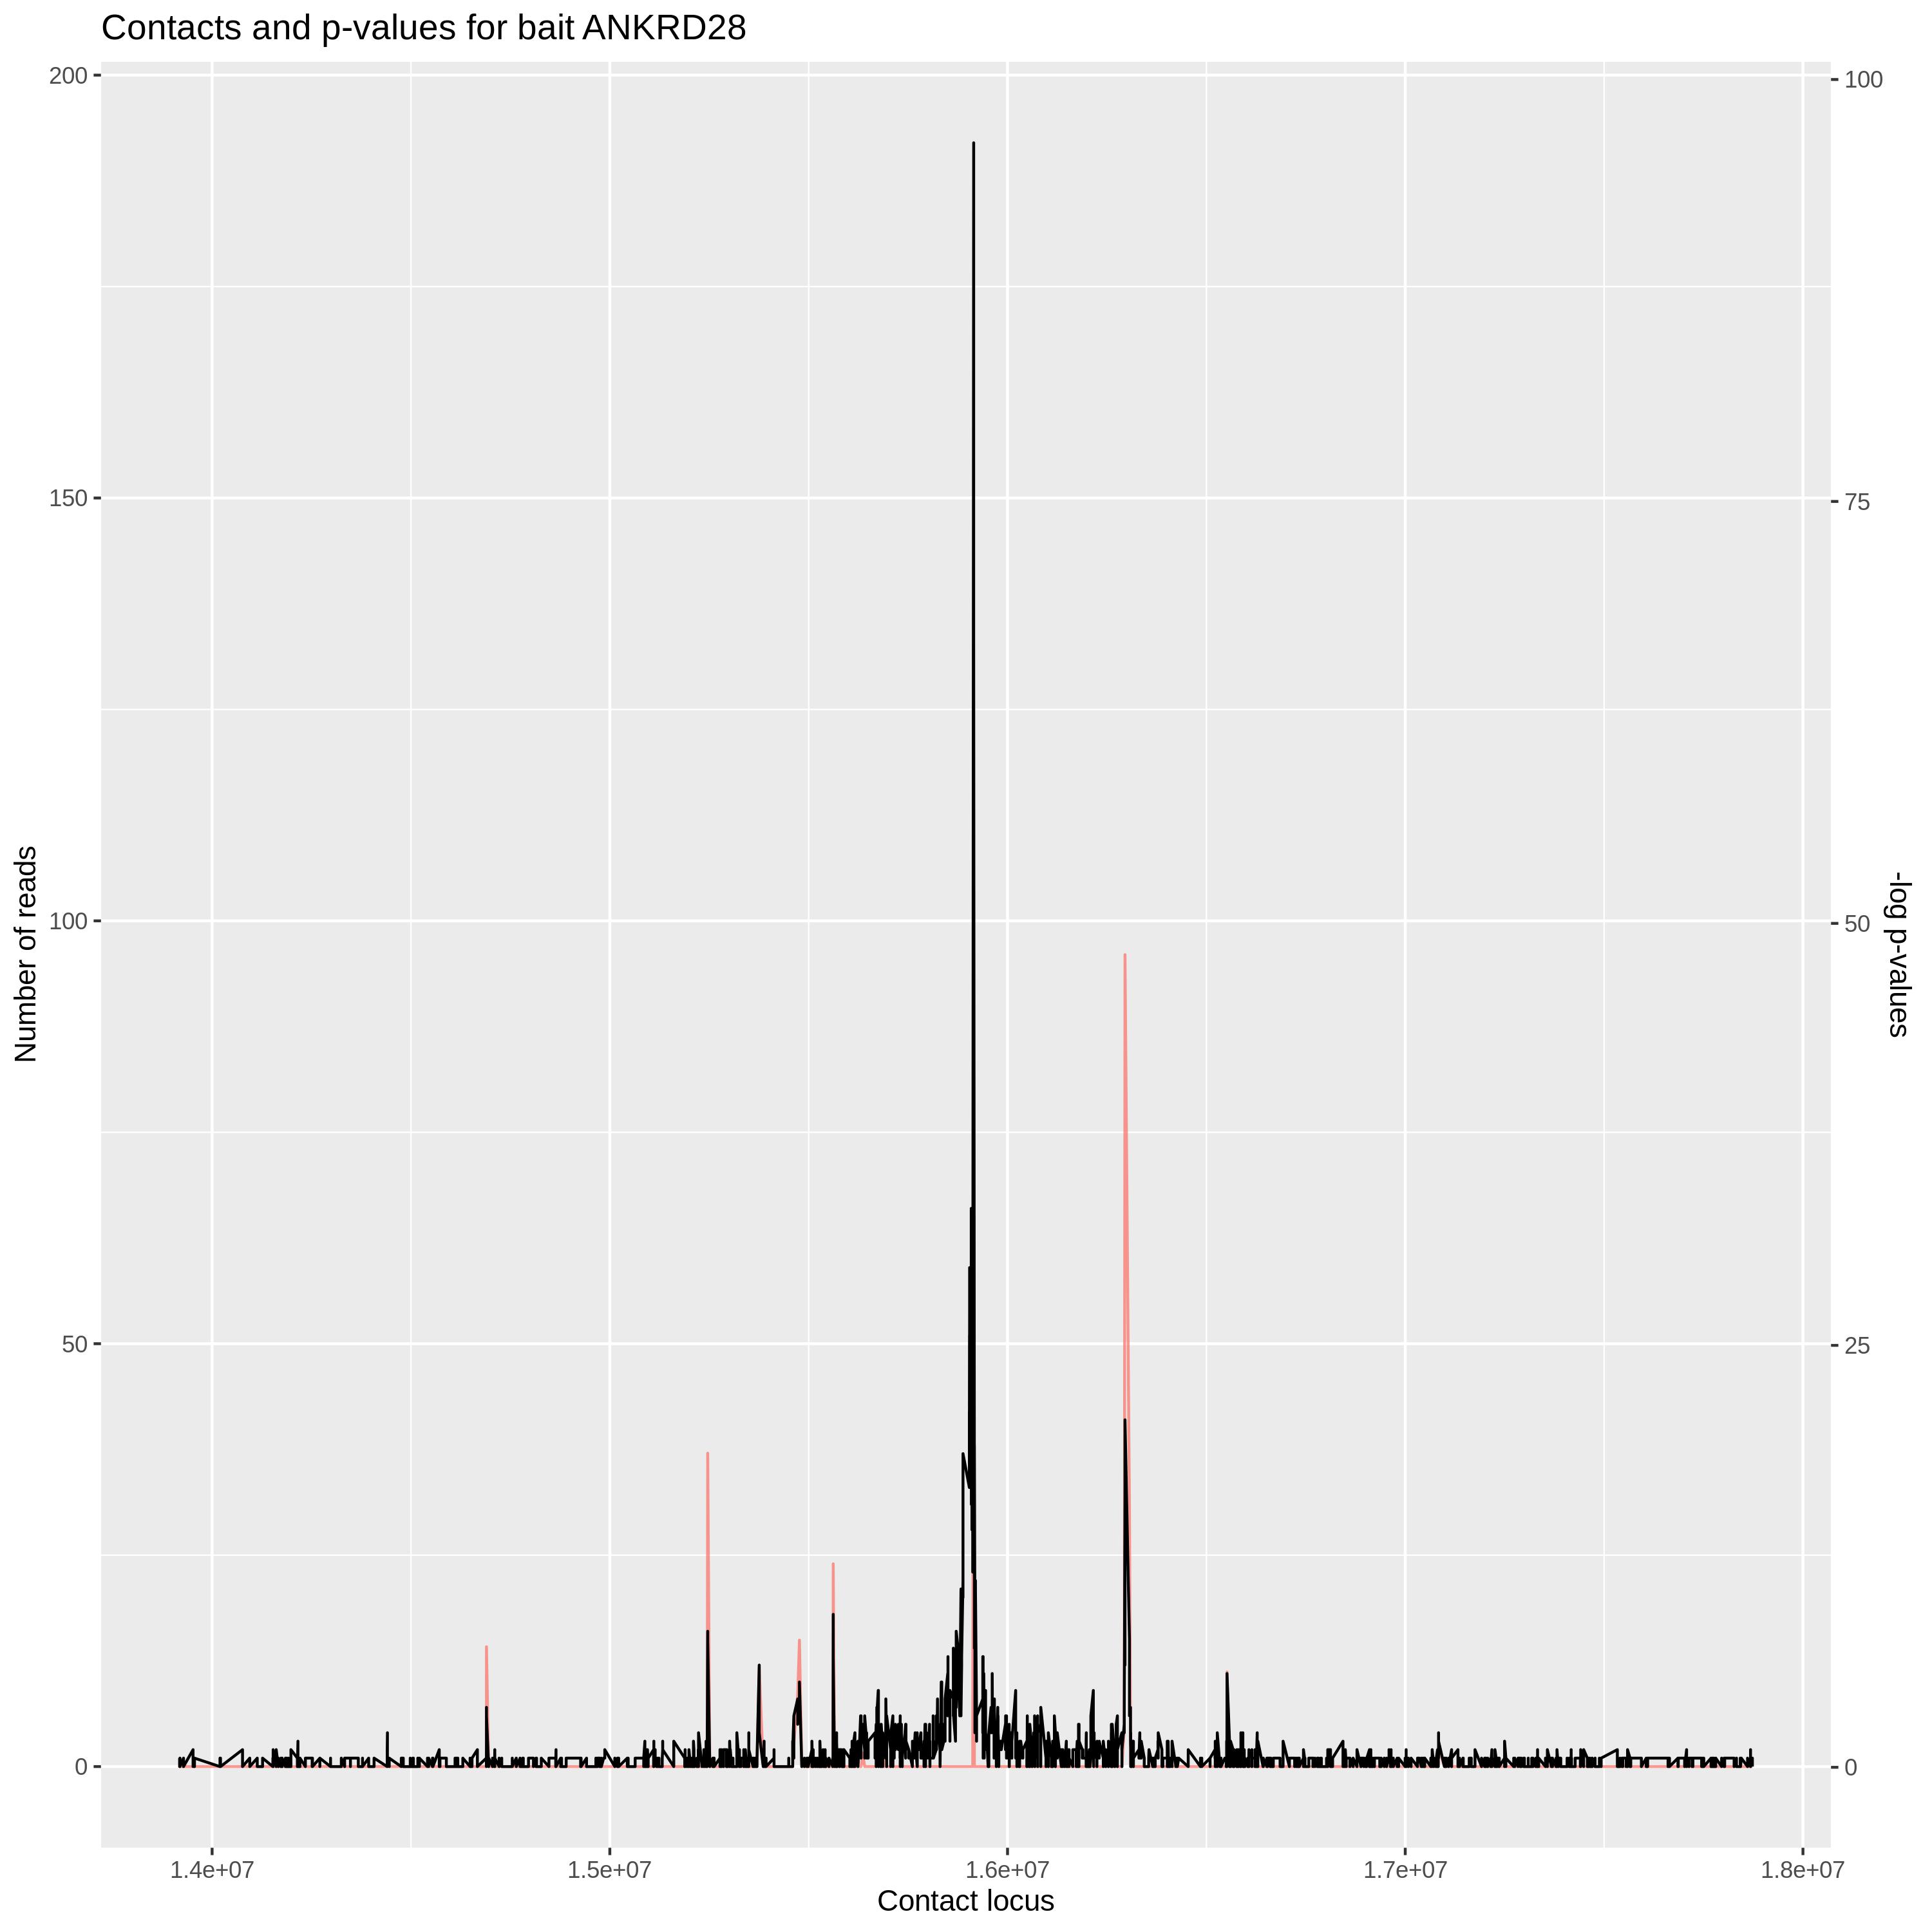 Contacts and p-values for bait ANKRD28
200
150
100
50
0
100
75
50
25
0
Number of reads
-log p-values
1.4e+07 1.5e+07 1.6e+07 1.7e+07 1.8e+07
Contact locus